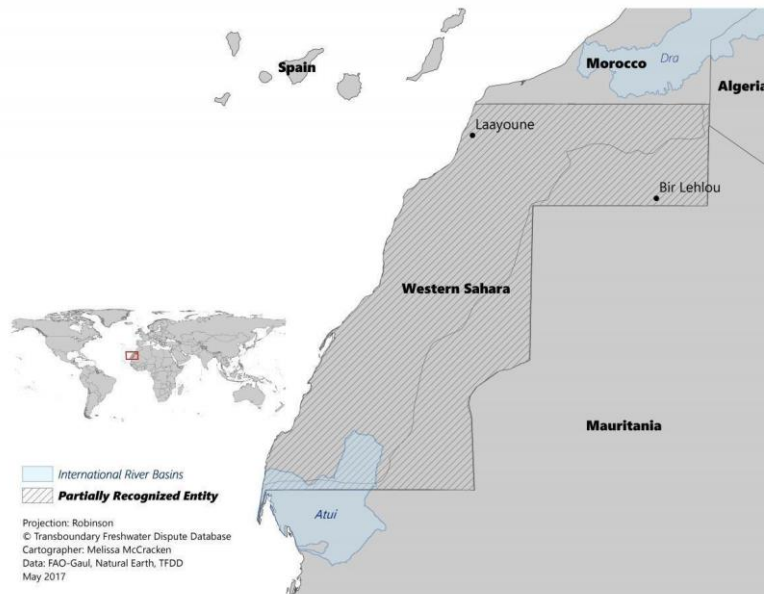 Spain
Morocco
Dra
Algeria
Laayoune
Bir Lehlou
Western Sahara
Mauritania
International River Basins
Partially Recognized Entity
Atui
Projection: Robinson
© Transboundary Freshwater Dispute Database
Cartographer: Melissa McCracken
Data: FAO-Gaul, Natural Earth, TFDD
May 2017